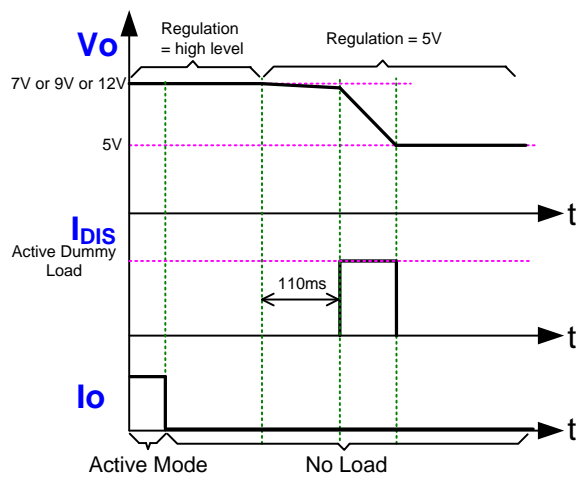 Regulation
= high level
Regulation = 5V
Vo
7V or 9V or 12V
5V
t
IDIS
Active Dummy
Load
110ms
t
Io
t
Active Mode
No Load